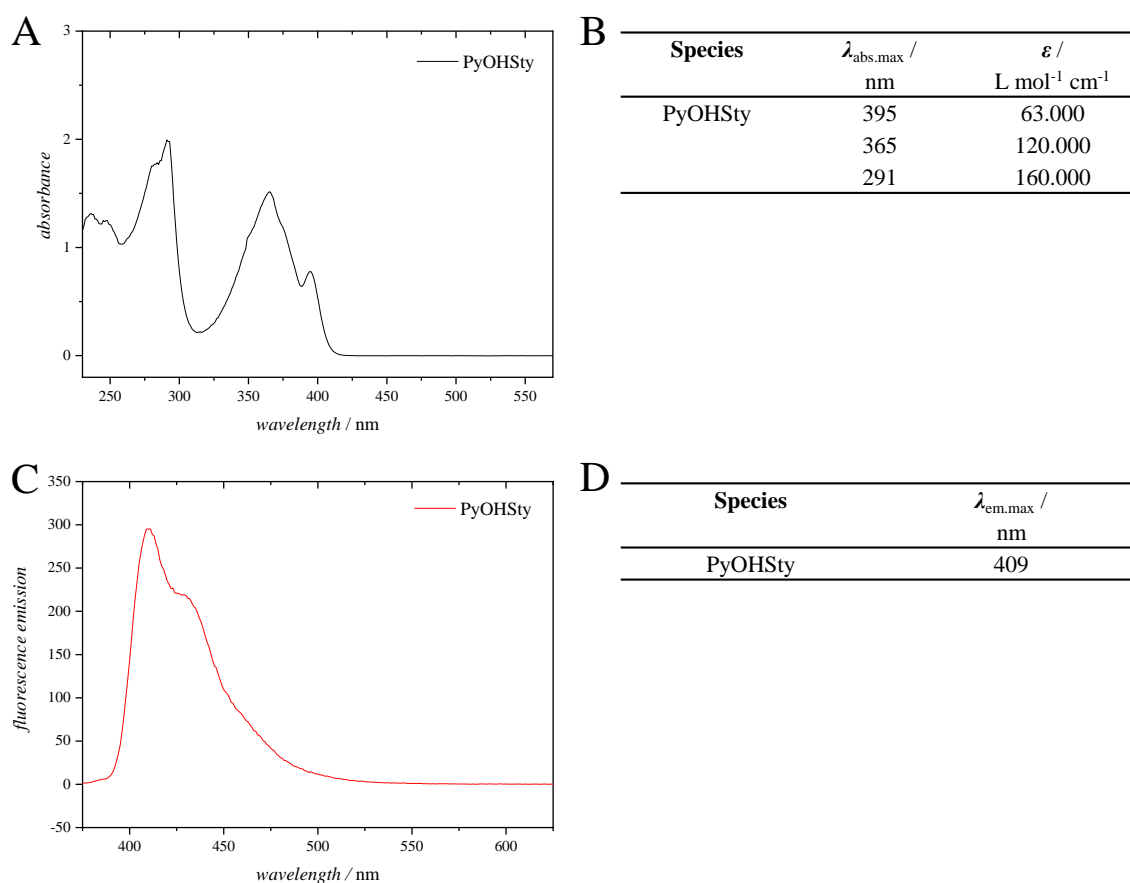 A
3
2
1
0
absorbance
PyOHSty
250 300 350 400 450 500 550
wavelength / nm
B
Species λabs.max / ε /
nm L mol-1 cm-1
PyOHSty 395 63.000
365 120.000
291 160.000
C
350
300
250
200
150
100
50
0
-50
fluorescence emission
PyOHSty
400 450 500 550 600
wavelength / nm
D
Species λem.max /
nm
PyOHSty 409